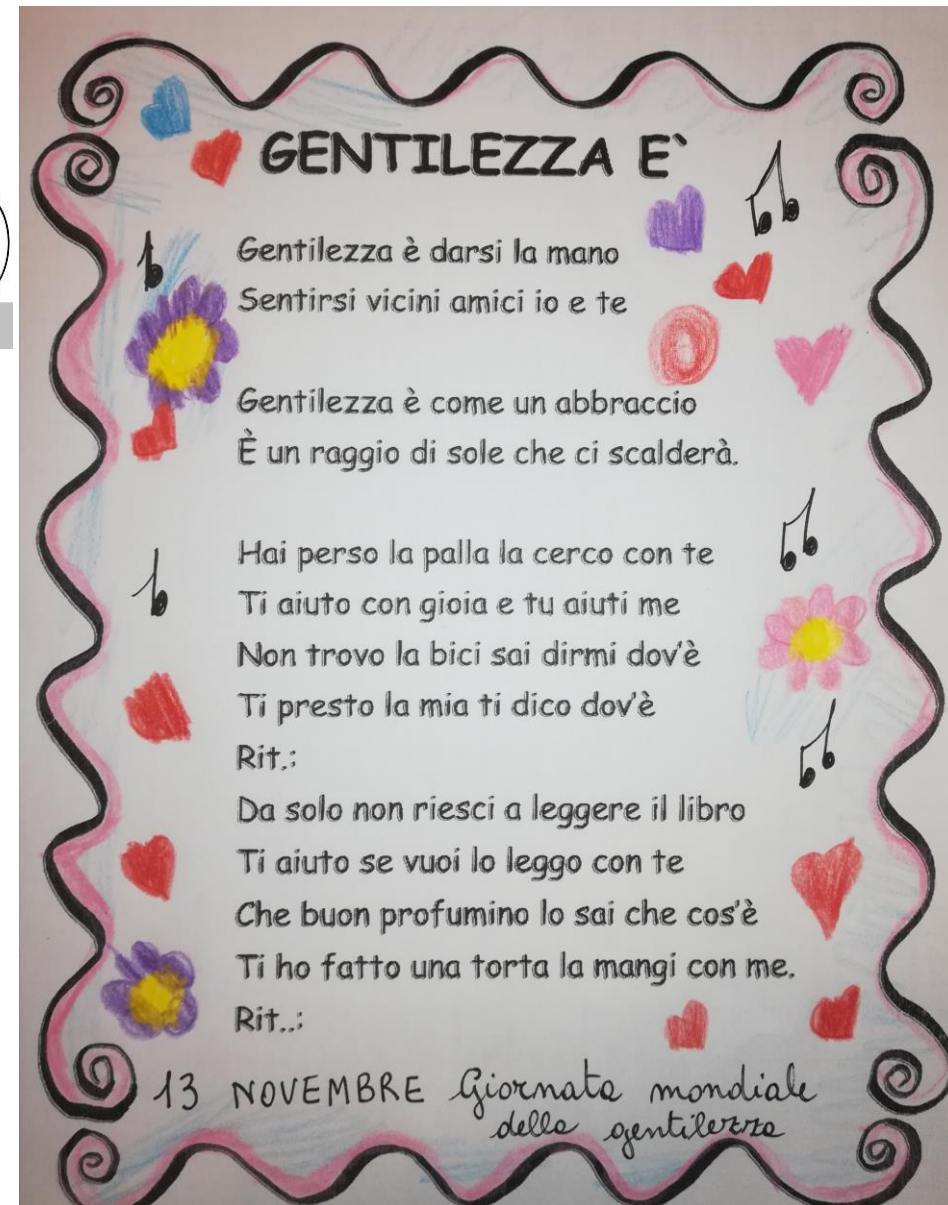 GENTILEZZA E`
Gentilezza è darsi la mano
Sentirsi vicini amici io e te
Gentilezza è come un abbraccio
È un raggio di sole che ci scalderà.
Hai perso la palla la cerco con te
Ti aiuto con gioia e tu aiuti me
Non trovo la bici sai dirmi dov'è
Ti presto la mia ti dico dov'è
Rit.:
Da solo non riesci a leggere il libro
Ti aiuto se vuoi lo leggo con te
Che buon profumino lo sai che cos'è
Ti ho fatto una torta la mangi con me.
Rit..:
13 NOVEMBRE Giornata mondiale
della gentilezza